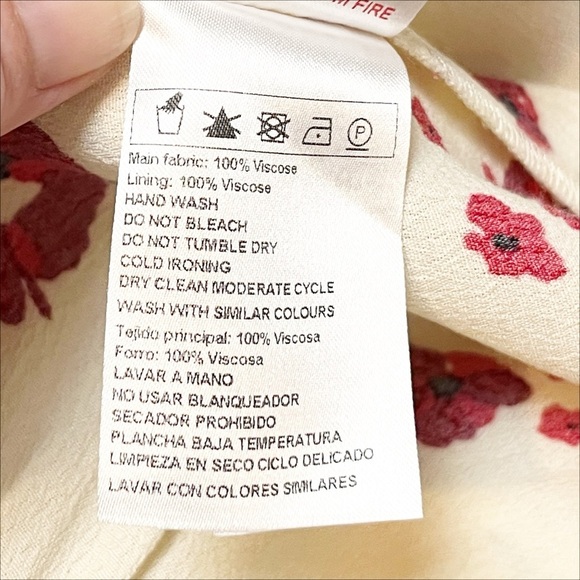 FIRE
P
Main fabric: 100% Viscose
Lining: 100% Viscose
HAND WASH
DO NOT BLEACH
DO NOT TUMBLE DRY
COLD IRONING
DRY CLEAN MODERATE CYCLE
WASH WITH SIMILAR COLOURS
Tejido principal: 100% Viscosa
Forro: 100% Viscosa
LAVAR A MANO
NO USAR BLANQUEADOR
SECADOR PROHIBIDO
PLANCHA BAJA TEMPERATURA
LIMPIEZA EN SECO CICLO DELICADO
LAVAR CON COLORES SIMILARES